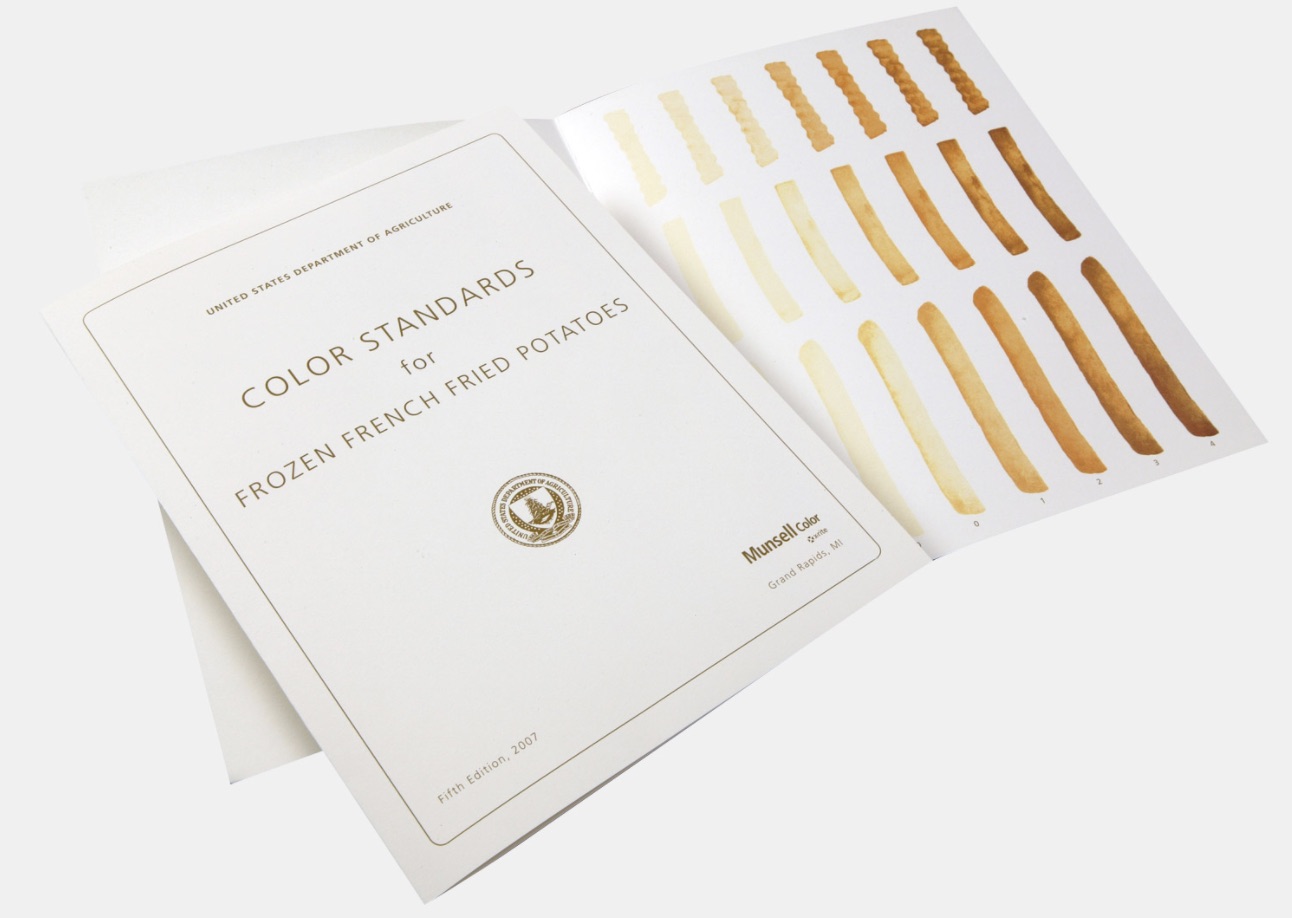 UNITED STATES DEPARTMENT OF AGRICULTURE
COLOR STANDARDS
for
FROZEN FRENCH FRIED POTATOES
UNITED STATES DEPARTMENT OF AGRICULTURE
Munsell Color
x-rite
Grand Rapids, MI
Fifth Edition, 2007
0 1 2 3 4